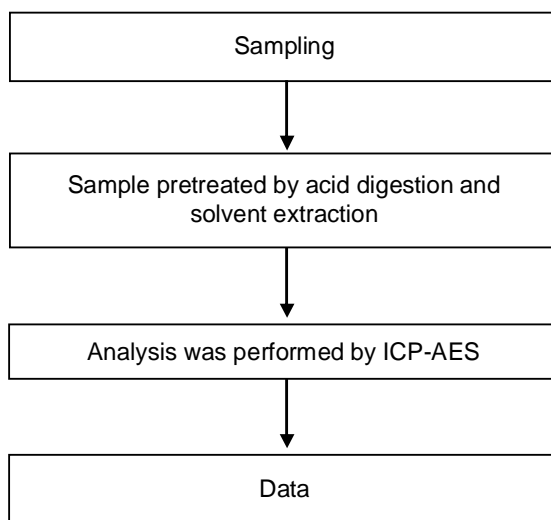 Sampling
Sample pretreated by acid digestion and
solvent extraction
Analysis was performed by ICP-AES
Data